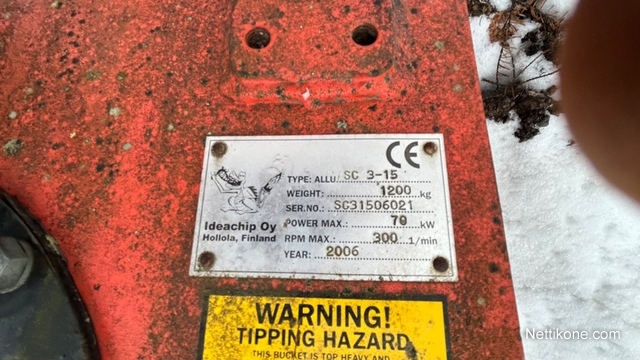 CE
TYPE: ALLU SC 3-15
WEIGHT: 1200 kg
SER.NO.: SC31506021
POWER MAX.: 70 kW
RPM MAX.: 300 1/min
YEAR: 2006
Ideachip Oy
Hollola, Finland
WARNING!
TIPPING HAZARD
THIS BUCKET IS TOP HEAVY AND
Nettikone.com